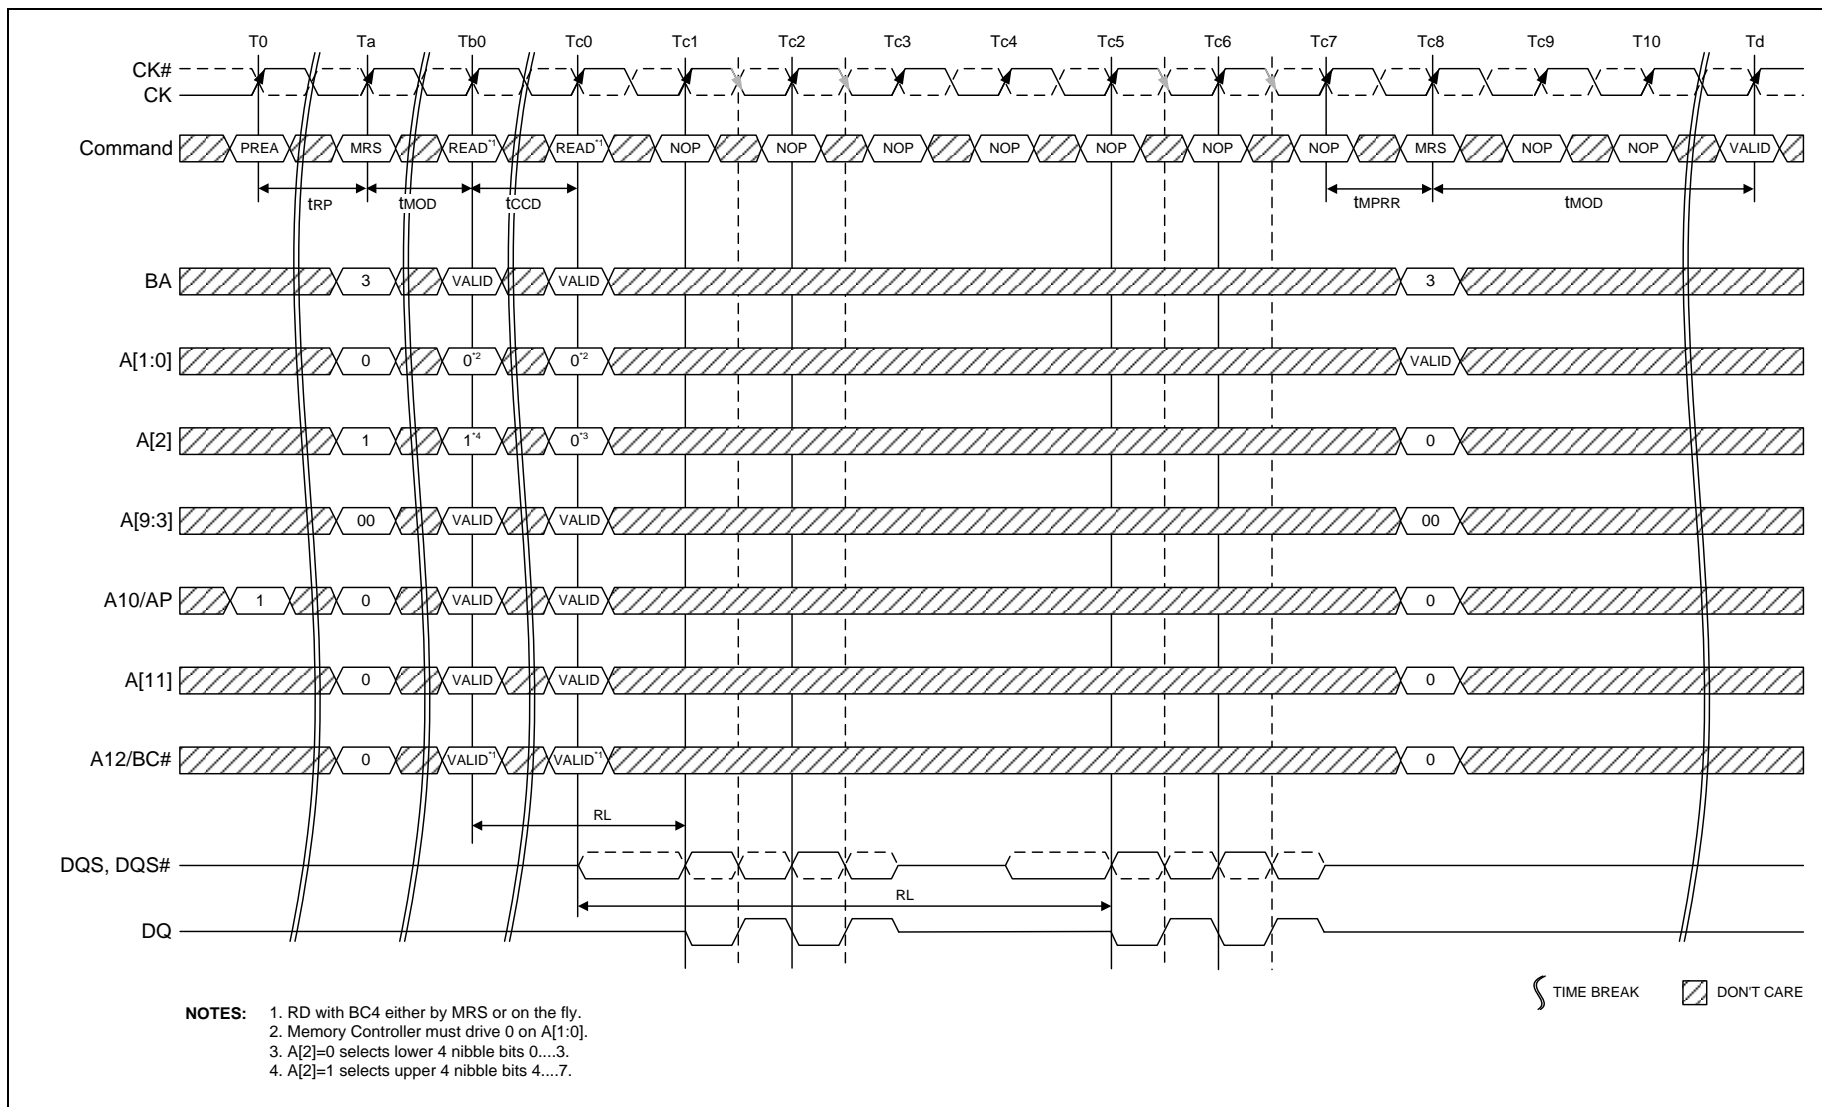 T0 Ta Tb0 Tc0 Tc1 Tc2 Tc3 Tc4 Tc5 Tc6 Tc7 Tc8 Tc9 T10 Td
CK#
CK
Command PREA MRS READ*1 READ*1 NOP NOP NOP NOP NOP NOP NOP MRS NOP NOP VALID
tRP tMOD tCCD tMPRR tMOD
BA 3 VALID VALID 3
A[1:0] 0 0*2 0*2 VALID
A[2] 1 1*4 0*3 0
A[9:3] 00 VALID VALID 00
A10/AP 1 0 VALID VALID 0
A[11] 0 VALID VALID 0
A12/BC# 0 VALID*1 VALID*1 0
RL
DQS, DQS#
RL
DQ
TIME BREAK DON'T CARE
NOTES: 1. RD with BC4 either by MRS or on the fly.
2. Memory Controller must drive 0 on A[1:0].
3. A[2]=0 selects lower 4 nibble bits 0....3.
4. A[2]=1 selects upper 4 nibble bits 4....7.